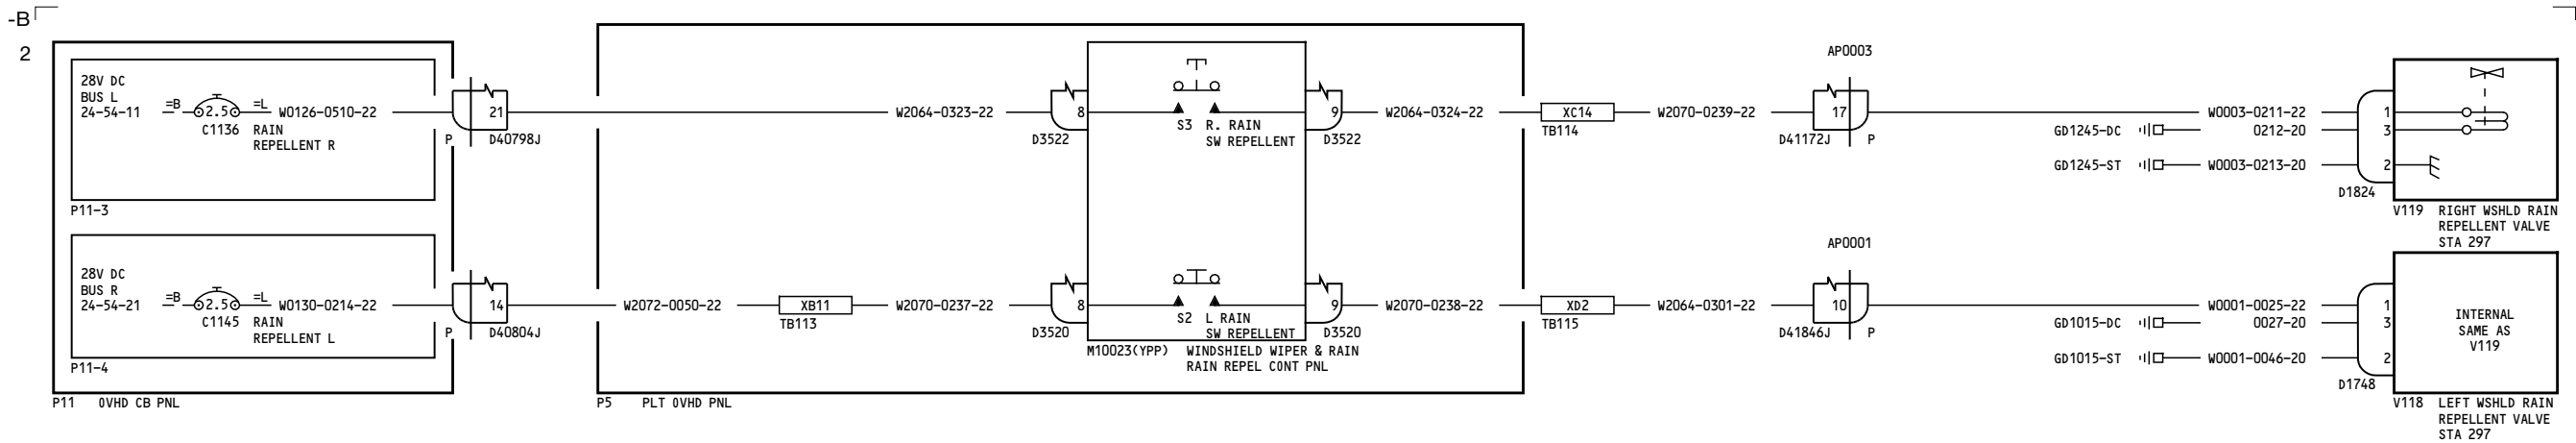 -B
2
28V DC
BUS L
24-54-11
=B
2.5
=L
W0126-0510-22
C1136
RAIN
REPELLENT R
P11-3
P
21
D40798J
W2064-0323-22
8
D3522
S3
R. RAIN
SW REPELLENT
9
D3522
W2064-0324-22
XC14
TB114
W2070-0239-22
AP0003
17
D41172J
P
W0003-0211-22
GD1245-DC
0212-20
GD1245-ST
W0003-0213-20
1
3
2
D1824
V119 RIGHT WSHLD RAIN
REPELLENT VALVE
STA 297
28V DC
BUS R
24-54-21
=B
2.5
=L
W0130-0214-22
C1145
RAIN
REPELLENT L
P11-4
P
14
D40804J
W2072-0050-22
XB11
TB113
W2070-0237-22
8
D3520
S2
L RAIN
SW REPELLENT
9
D3520
M10023(YPP) WINDSHIELD WIPER & RAIN
RAIN REPEL CONT PNL
W2070-0238-22
XD2
TB115
W2064-0301-22
AP0001
10
D41846J
P
W0001-0025-22
GD1015-DC
0027-20
GD1015-ST
W0001-0046-20
1
3
2
D1748
INTERNAL
SAME AS
V119
V118 LEFT WSHLD RAIN
REPELLENT VALVE
STA 297
P11 0VHD CB PNL
P5 PLT 0VHD PNL